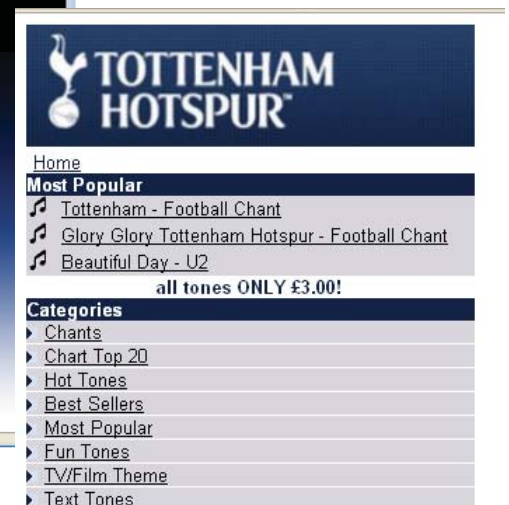 TOTTENHAM
HOTSPUR™
Home
Most Popular
Tottenham - Football Chant
Glory Glory Tottenham Hotspur - Football Chant
Beautiful Day - U2
all tones ONLY £3.00!
Categories
Chants
Chart Top 20
Hot Tones
Best Sellers
Most Popular
Fun Tones
TV/Film Theme
Text Tones